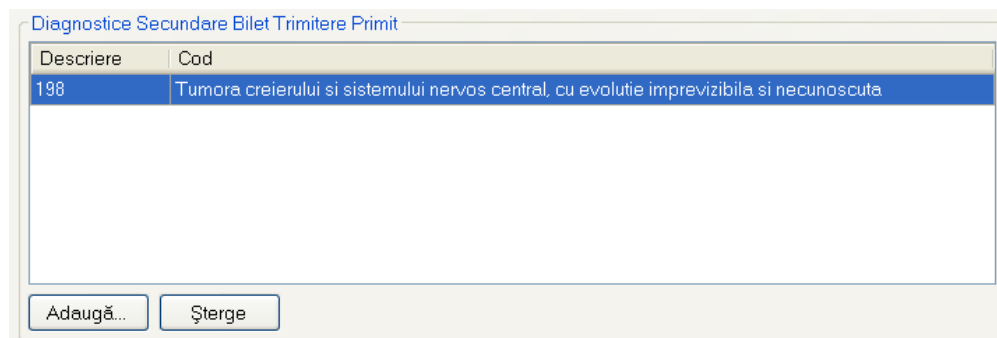 Diagnostice Secundare Bilet Trimitere Primit
Descriere Cod
198 Tumora creierului si sistemului nervos central, cu evolutie imprevizibila si necunoscuta
Adaugă... Şterge